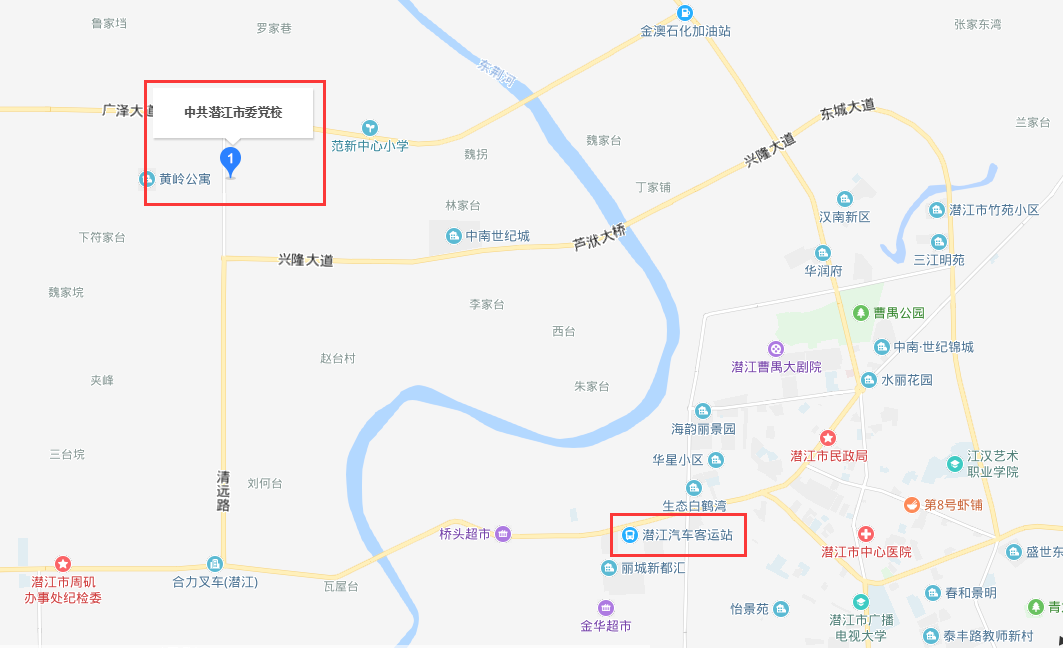 鲁家垱
罗家巷
金澳石化加油站
张家东湾
东荆河
广泽大道
中共潜江市委党校
范新中心小学
魏拐
魏家台
兴隆大道
东城大道
兰家台
1
黄岭公寓
丁家铺
林家台
汉南新区
潜江市竹苑小区
下符家台
中南世纪城
芦洑大桥
三江明苑
兴隆大道
华润府
魏家垸
李家台
西台
曹禺公园
赵台村
潜江曹禺大剧院
中南·世纪锦城
夹峰
朱家台
水丽花园
海韵丽景园
三台垸
华星小区
潜江市民政局
江汉艺术
职业学院
清远路
刘何台
生态白鹤湾
第8号虾铺
桥头超市
潜江汽车客运站
潜江市中心医院
盛世东
潜江市周矶
办事处纪检委
合力叉车(潜江)
瓦屋台
丽城新都汇
春和景明
金华超市
怡景苑
潜江市广播
电视大学
青
泰丰路教师新村